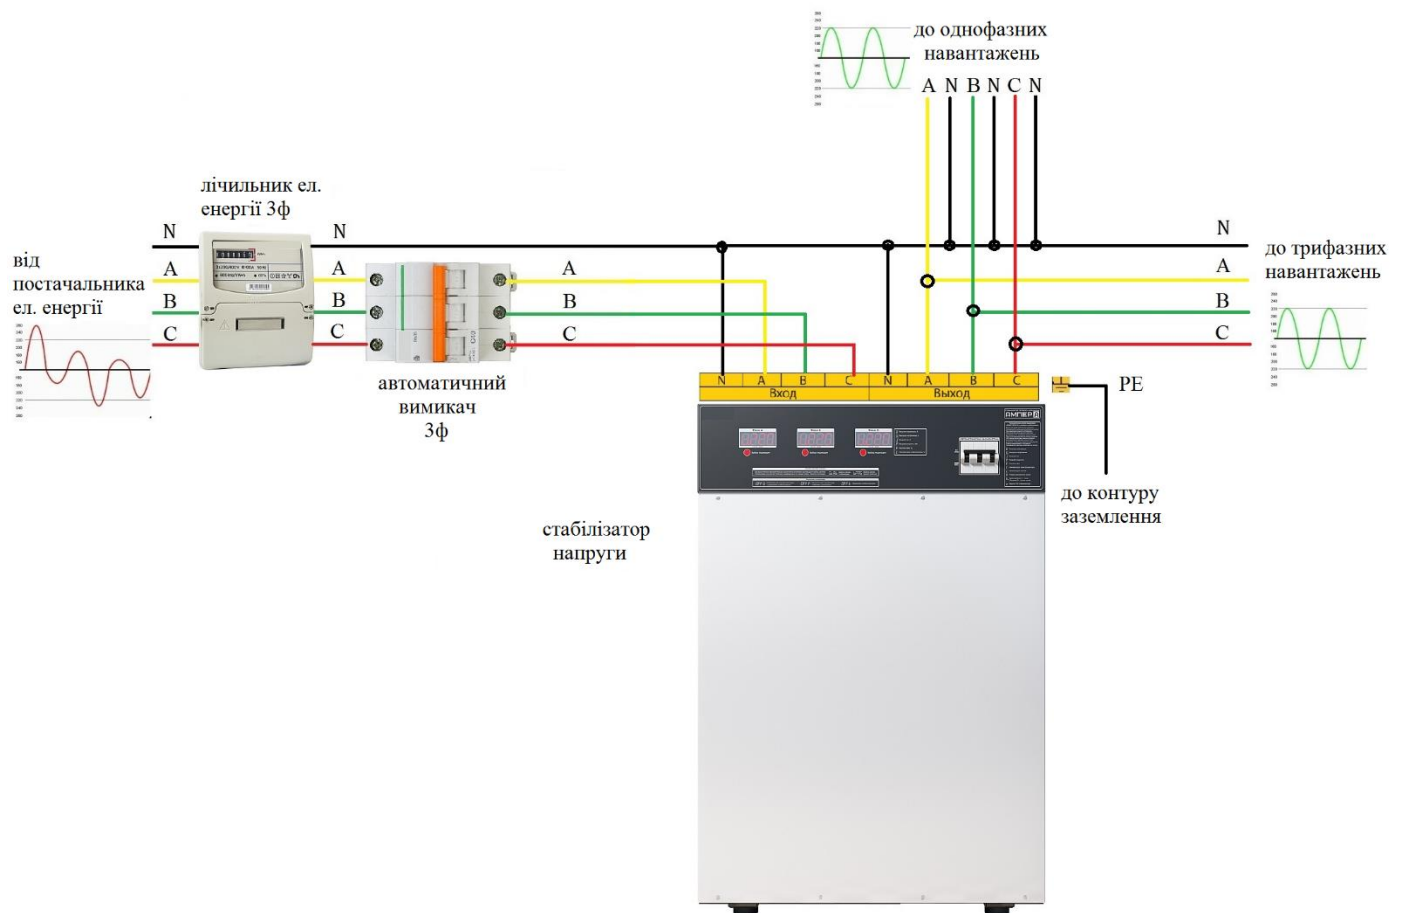 до однофазних
навантажень
A N B N C N
лічильник ел.
енергії 3ф
N N N
від
постачальника
ел. енергії
A A A A
B B B B
C C C C
до трифазних
навантажень
автоматичний
вимикач
3ф
N A B C N A B C
Вход Выход
PE
АМПЕР
до контуру
заземлення
стабілізатор
напруги